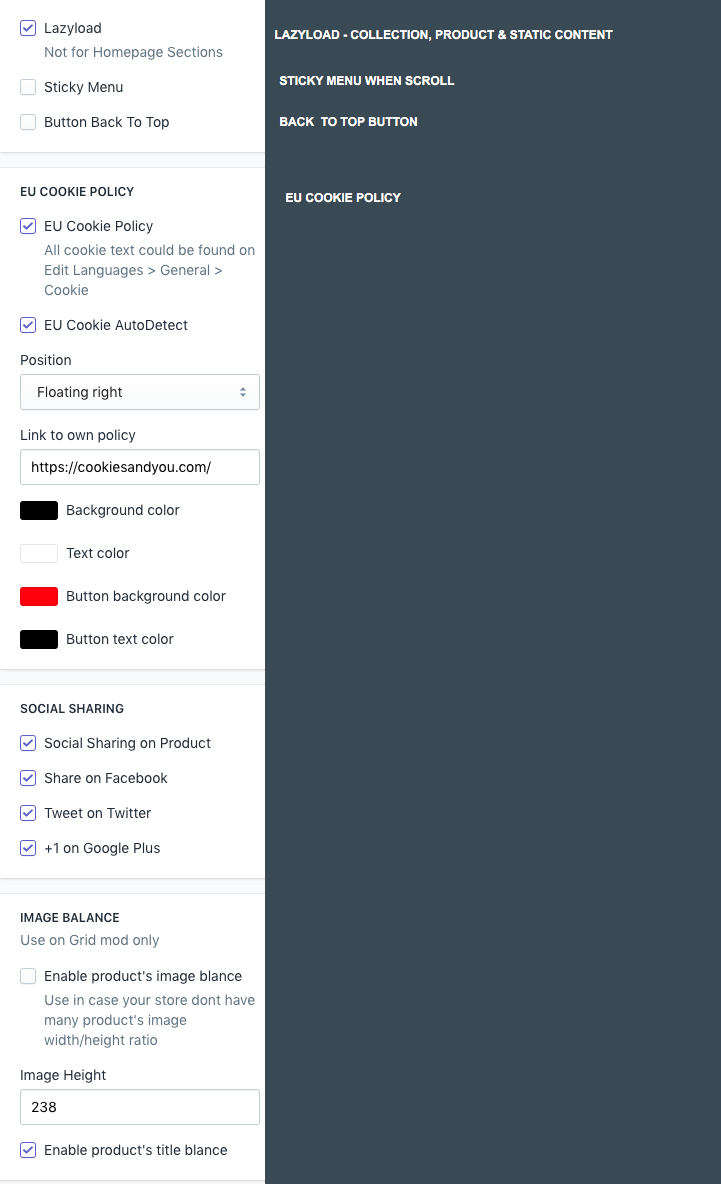 Lazyload
LAZYLOAD - COLLECTION, PRODUCT & STATIC CONTENT
Not for Homepage Sections
Sticky Menu
STICKY MENU WHEN SCROLL
Button Back To Top
BACK TO TOP BUTTON
EU COOKIE POLICY
EU COOKIE POLICY
EU Cookie Policy
All cookie text could be found on
Edit Languages > General >
Cookie
EU Cookie AutoDetect
Position
Floating right
Link to own policy
https://cookiesandyou.com/
Background color
Text color
Button background color
Button text color
SOCIAL SHARING
Social Sharing on Product
Share on Facebook
Tweet on Twitter
+1 on Google Plus
IMAGE BALANCE
Use on Grid mod only
Enable product's image blance
Use in case your store dont have
many product's image
width/height ratio
Image Height
238
Enable product's title blance